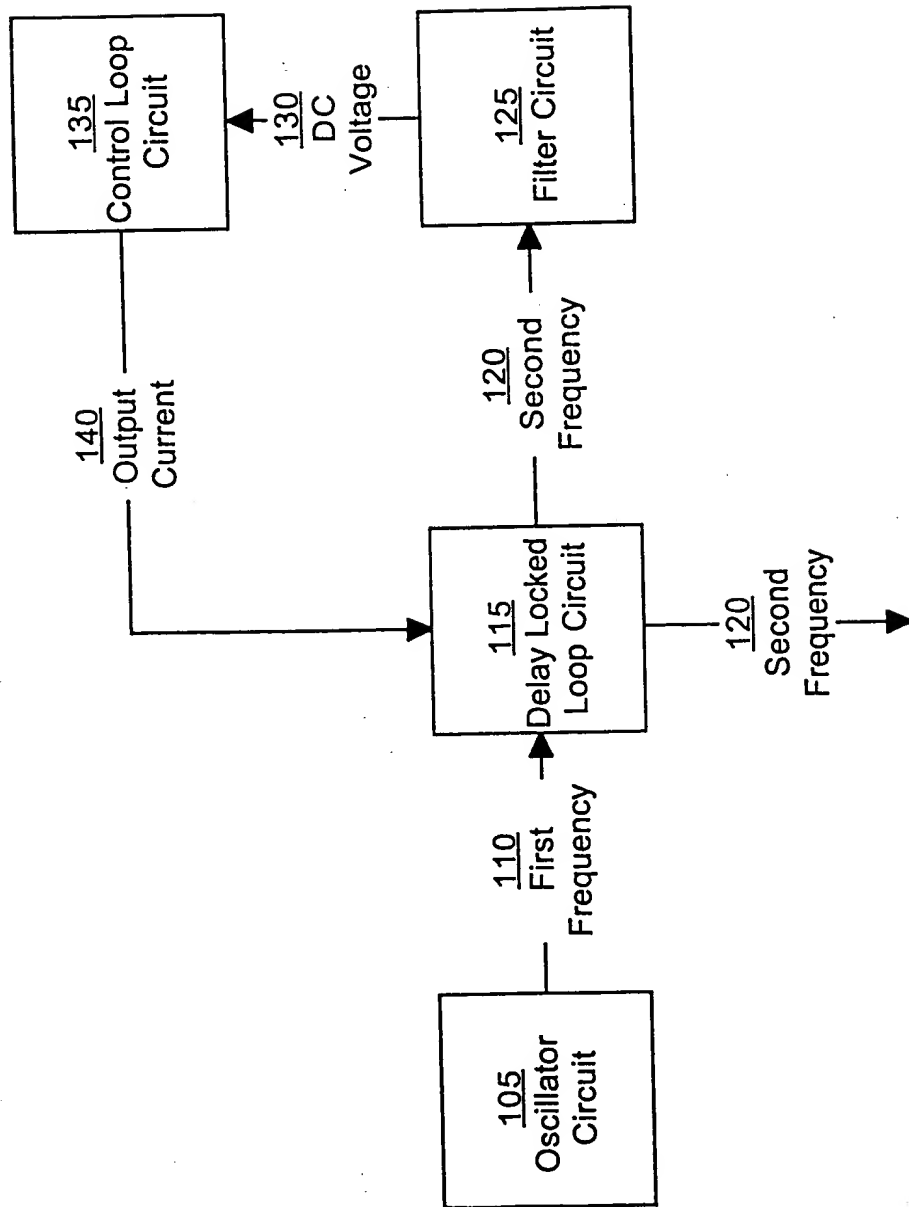 105
Oscillator
Circuit
110
First
Frequency
115
Delay Locked
Loop Circuit
120
Second
Frequency
120
Second
Frequency
125
Filter Circuit
130
DC
Voltage
135
Control Loop
Circuit
140
Output
Current